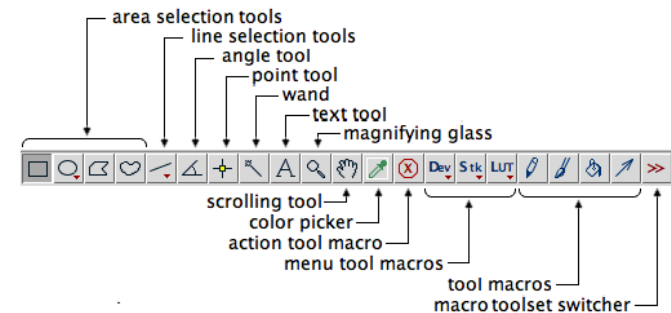 area selection tools
line selection tools
angle tool
point tool
wand
text tool
magnifying glass
A Dev Stk LUT
scrolling tool
color picker
action tool macro
menu tool macros
tool macros
macro toolset switcher